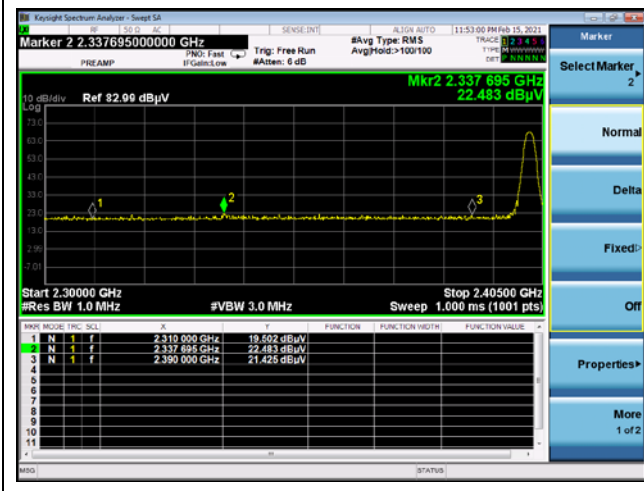 Keysight Spectrum Analyzer - Swept SA
RF 50 Ω AC SENSE:INT ALIGN AUTO 11:53:00 PM Feb 15, 2021
Marker 2 2.337695000000 GHz
PREAMP
PNO: Fast
IFGain:Low
Trig: Free Run
#Atten: 6 dB
#Avg Type: RMS
Avg|Hold:>100/100
TRACE 1 2 3 4 5 6
TYPE M WWWWW
DET P N N N N N
Mkr2 2.337 695 GHz
22.483 dBµV
10 dB/div Ref 82.99 dBµV
Log
73.0
63.0
53.0
43.0
33.0
23.0
13.0
2.99
-7.01
1
2
3
Start 2.30000 GHz Stop 2.40500 GHz
#Res BW 1.0 MHz #VBW 3.0 MHz Sweep 1.000 ms (1001 pts)
MKR MODE TRC SCL X Y FUNCTION FUNCTION WIDTH FUNCTION VALUE
1 N 1 f 2.310 000 GHz 19.502 dBµV
2 N 1 f 2.337 695 GHz 22.483 dBµV
3 N 1 f 2.390 000 GHz 21.425 dBµV
4
5
6
7
8
9
10
11
MSG STATUS
Marker
Select Marker
2
Normal
Delta
Fixed
Off
Properties
More
1 of 2